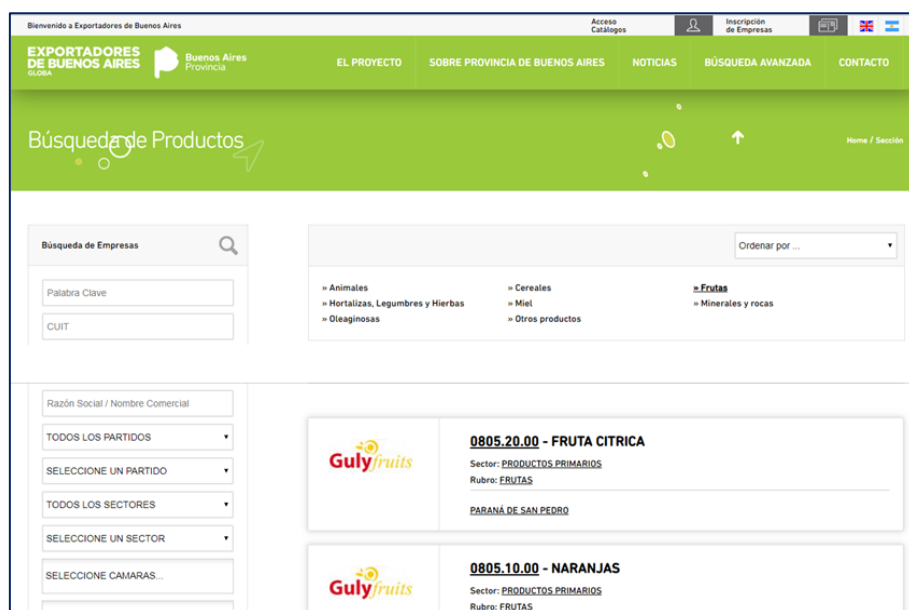 Bienvenido a Exportadores de Buenos Aires
Acceso
Catálogos
Inscripción
de Empresas
EXPORTADORES
DE BUENOS AIRES
GLOBA
Buenos Aires
Provincia
EL PROYECTO
SOBRE PROVINCIA DE BUENOS AIRES
NOTICIAS
BÚSQUEDA AVANZADA
CONTACTO
Búsqueda de Productos
Home / Sección
Búsqueda de Empresas
Palabra Clave
CUIT
Ordenar por ...
» Animales
» Cereales
» Frutas
» Hortalizas, Legumbres y Hierbas
» Miel
» Minerales y rocas
» Oleaginosas
» Otros productos
Razón Social / Nombre Comercial
TODOS LOS PARTIDOS
SELECCIONE UN PARTIDO
TODOS LOS SECTORES
SELECCIONE UN SECTOR
SELECCIONE CAMARAS...
Gulyfruits
0805.20.00 - FRUTA CITRICA
Sector: PRODUCTOS PRIMARIOS
Rubro: FRUTAS
PARANÁ DE SAN PEDRO
Gulyfruits
0805.10.00 - NARANJAS
Sector: PRODUCTOS PRIMARIOS
Rubro: FRUTAS